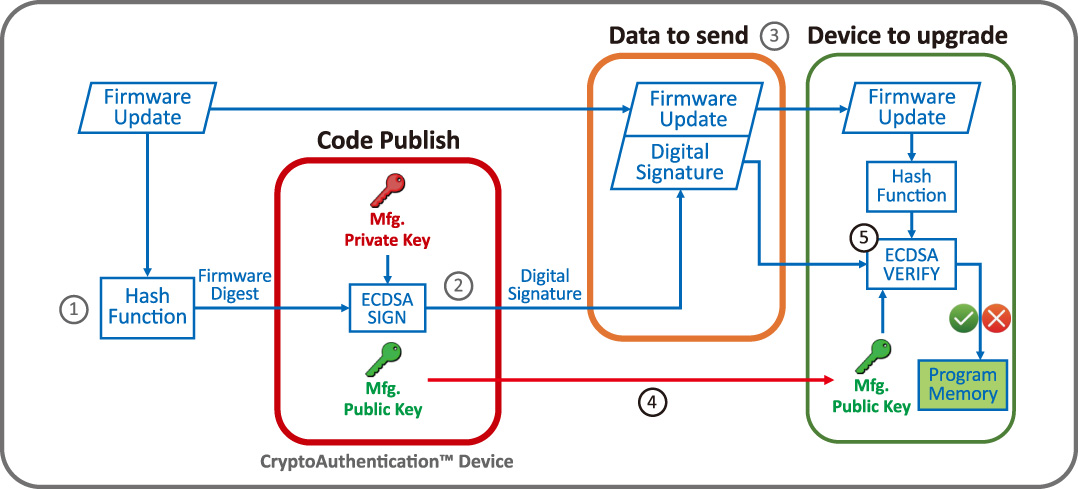 Data to send
3
Device to upgrade
Firmware
Update
Firmware
Update
Digital
Signature
Firmware
Update
Code Publish
Mfg.
Private Key
Hash
Function
5
ECDSA
VERIFY
1
Hash
Function
Firmware
Digest
ECDSA
SIGN
2
Digital
Signature
Mfg.
Public Key
4
Mfg.
Public Key
Program
Memory
CryptoAuthentication™ Device